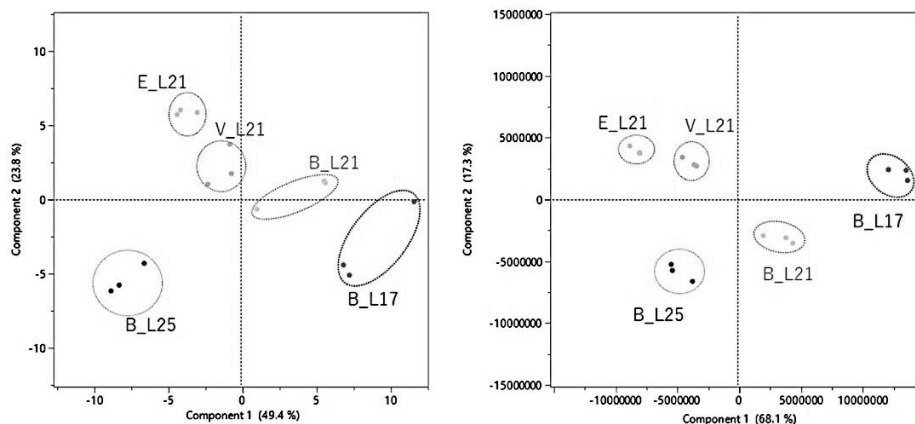 10
5
0
-5
-10
Component 2 (23.8 %)
E_L21
V_L21
B_L21
B_L25
B_L17
-10
-5
0
5
10
Component 1 (49.4 %)
15000000
10000000
5000000
0
-5000000
-10000000
-15000000
Component 2 (17.3 %)
E_L21
V_L21
B_L17
B_L21
B_L25
-10000000
-5000000
0
5000000
10000000
Component 1 (68.1 %)